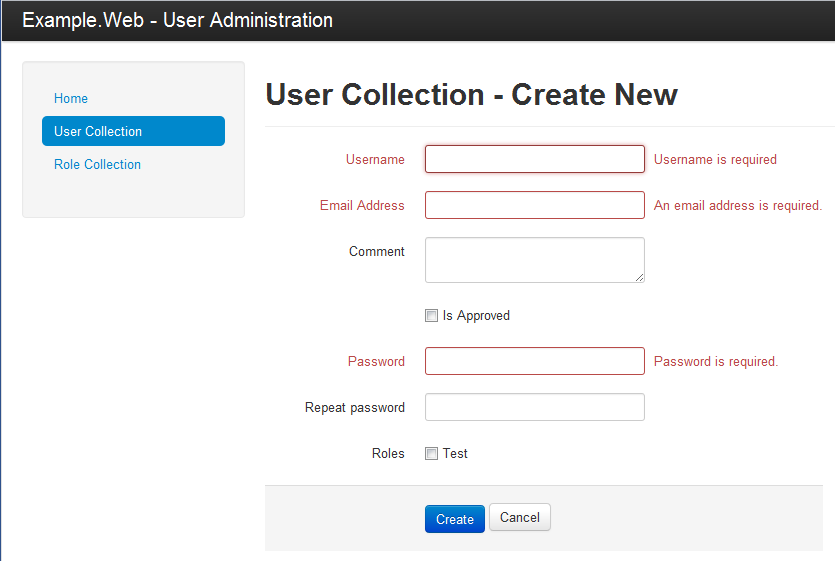 Example.Web - User Administration
Home
User Collection
Role Collection
User Collection - Create New
Username Username is required
Email Address An email address is required.
Comment
Is Approved
Password Password is required.
Repeat password
Roles Test
Create Cancel